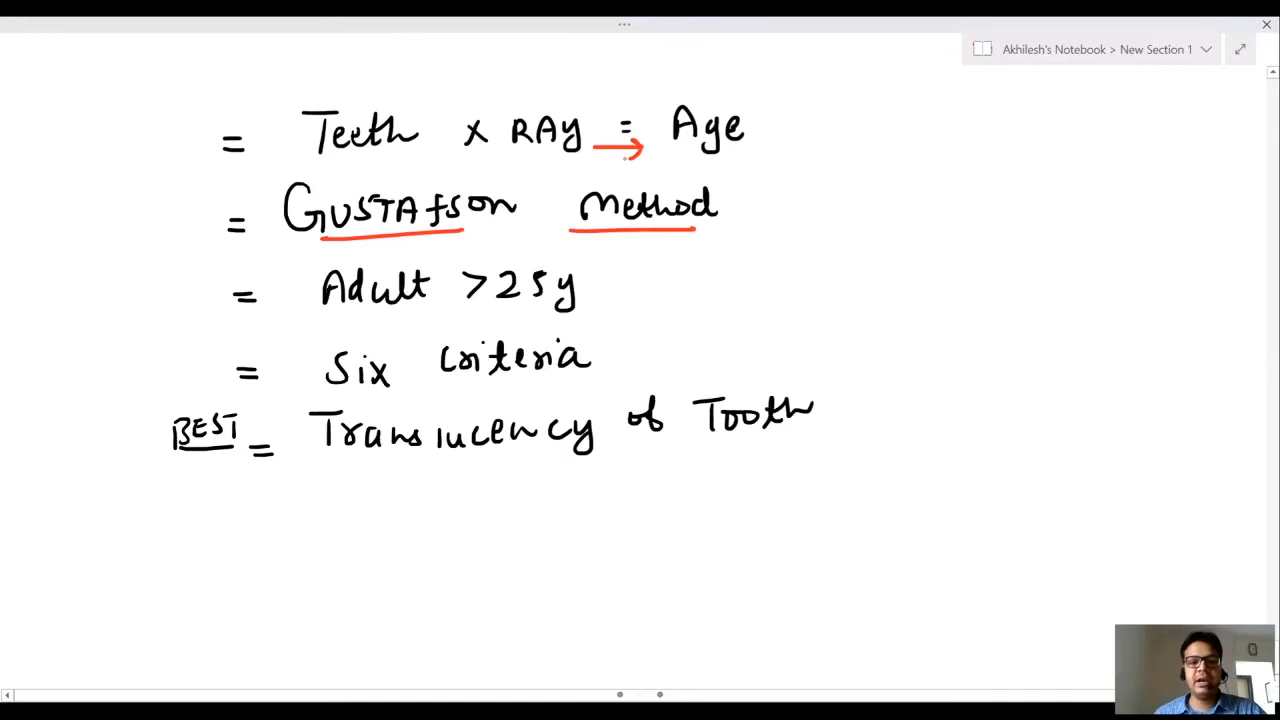 Akhilesh's Notebook > New Section 1
= Teeth x RAy = Age
= GUSTAfson Method
= Adult >25y
= Six criteria
BEST = Translucency of Tooth